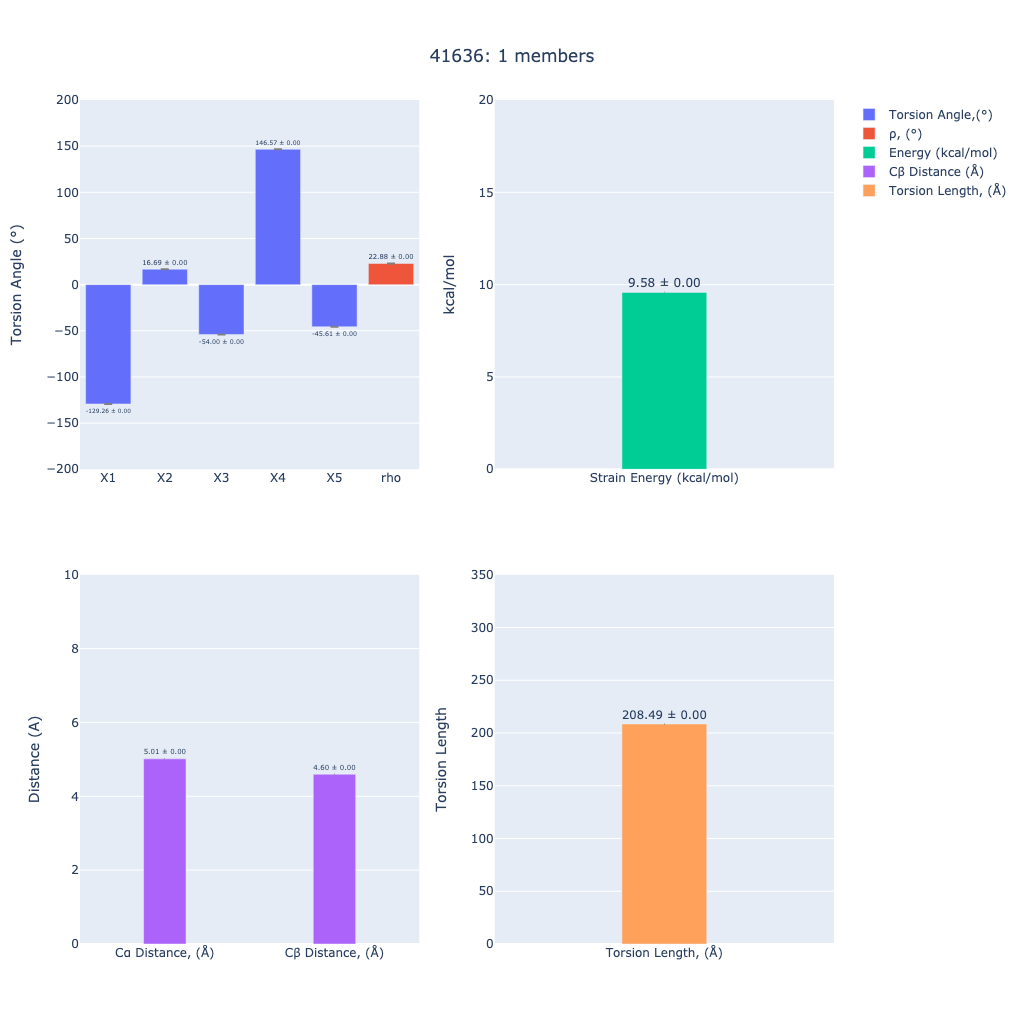 41636: 1 members
200
150
100
50
0
−50
−100
−150
−200
Torsion Angle (°)
-129.26 ± 0.00
16.69 ± 0.00
-54.00 ± 0.00
146.57 ± 0.00
-45.61 ± 0.00
22.88 ± 0.00
X1 X2 X3 X4 X5 rho
20
15
10
5
0
kcal/mol
9.58 ± 0.00
Strain Energy (kcal/mol)
Torsion Angle,(°)
ρ, (°)
Energy (kcal/mol)
Cβ Distance (Å)
Torsion Length, (Å)
10
8
6
4
2
0
Distance (A)
5.01 ± 0.00
4.60 ± 0.00
Cα Distance, (Å) Cβ Distance, (Å)
350
300
250
200
150
100
50
0
Torsion Length
208.49 ± 0.00
Torsion Length, (Å)